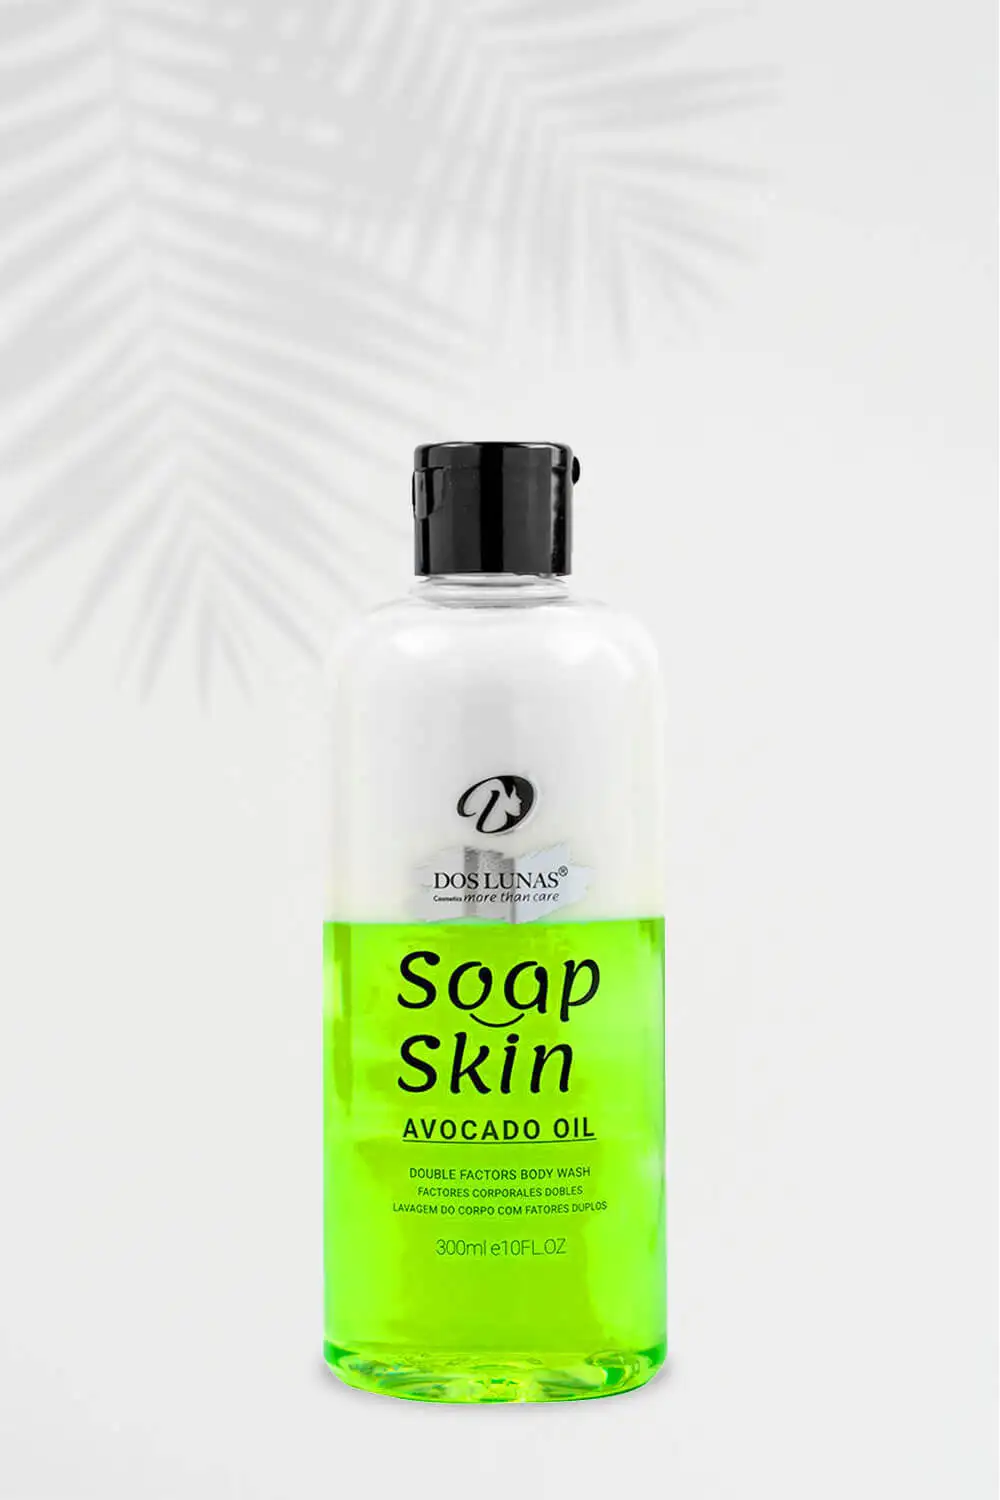 DOS LUNAS®
Cosmetics more than care
Soap
Skin
AVOCADO OIL
DOUBLE FACTORS BODY WASH
FACTORES CORPORALES DOBLES
LAVAGEM DO CORPO COM FATORES DUPLOS
300ml e10FL.OZ